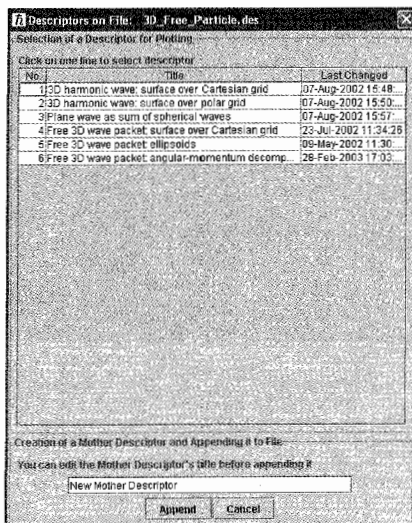 Descriptors on File: 3D_Free_Particle.des
Selection of a Descriptor for Plotting
Click on one line to select descriptor
No. Title Last Changed
1 3D harmonic wave: surface over Cartesian grid 07-Aug-2002 15:48:
2 3D harmonic wave: surface over polar grid 07-Aug-2002 15:50:
3 Plane wave as sum of spherical waves 07-Aug-2002 15:57:
4 Free 3D wave packet: surface over Cartesian grid 23-Jul-2002 11:34:26
5 Free 3D wave packet: ellipsoids 09-May-2002 11:30:
6 Free 3D wave packet: angular-momentum decomp... 28-Feb-2003 17:03:
Creation of a Mother Descriptor and Appending it to File
You can edit the Mother Descriptor's title before appending it
New Mother Descriptor
Append Cancel